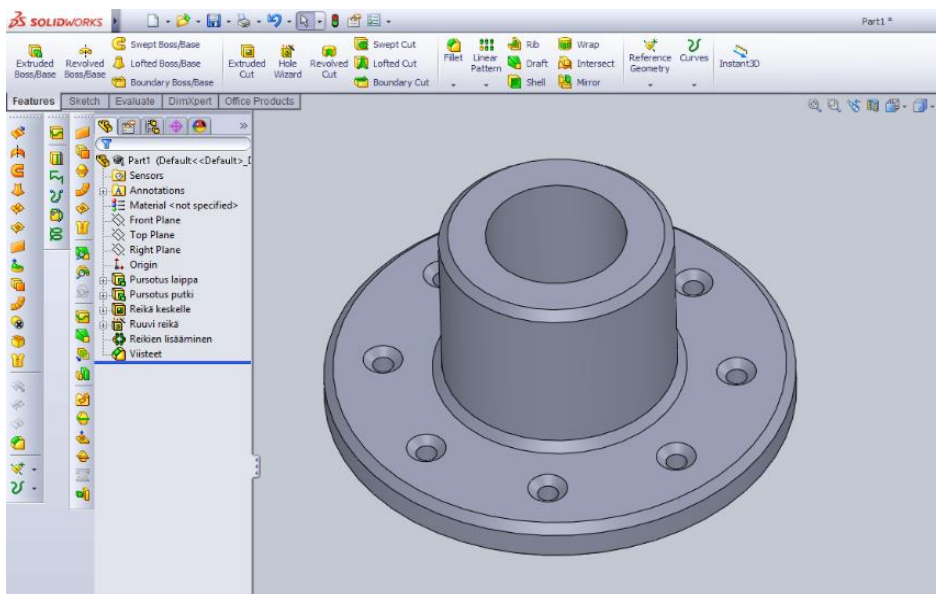 SOLIDWORKS
Part1 *
Extruded Boss/Base
Revolved Boss/Base
Swept Boss/Base
Lofted Boss/Base
Boundary Boss/Base
Extruded Cut
Hole Wizard
Revolved Cut
Swept Cut
Lofted Cut
Boundary Cut
Fillet
Linear Pattern
Rib
Draft
Shell
Wrap
Intersect
Mirror
Reference Geometry
Curves
Instant3D
Features Sketch Evaluate DimXpert Office Products
Part1 (Default<<Default>_D
Sensors
Annotations
Material <not specified>
Front Plane
Top Plane
Right Plane
Origin
Pursotus laippa
Pursotus putki
Reikä keskelle
Ruuvi reikä
Reikien lisääminen
Viisteet